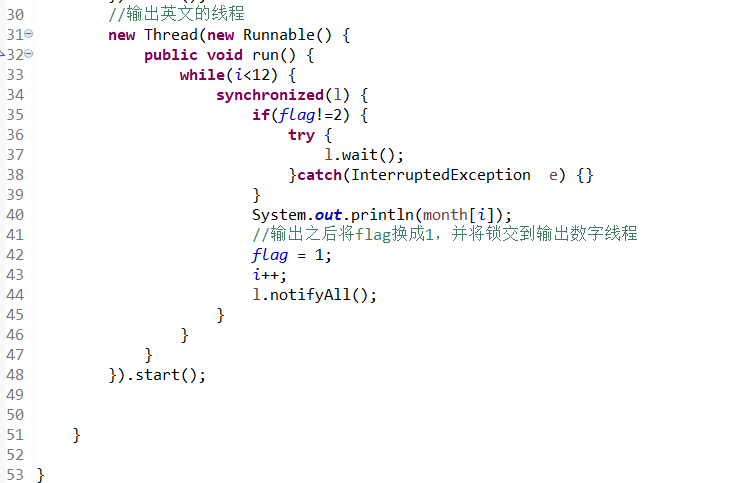 30 //输出英文的线程
31 new Thread(new Runnable() {
32 public void run() {
33 while(i<12) {
34 synchronized(l) {
35 if(flag!=2) {
36 try {
37 l.wait();
38 }catch(InterruptedException  e) {}
39 }
40 System.out.println(month[i]);
41 //输出之后将flag换成1，并将锁交到输出数字线程
42 flag = 1;
43 i++;
44 l.notifyAll();
45 }
46 }
47 }
48 }).start();
49
50
51 }
52
53 }